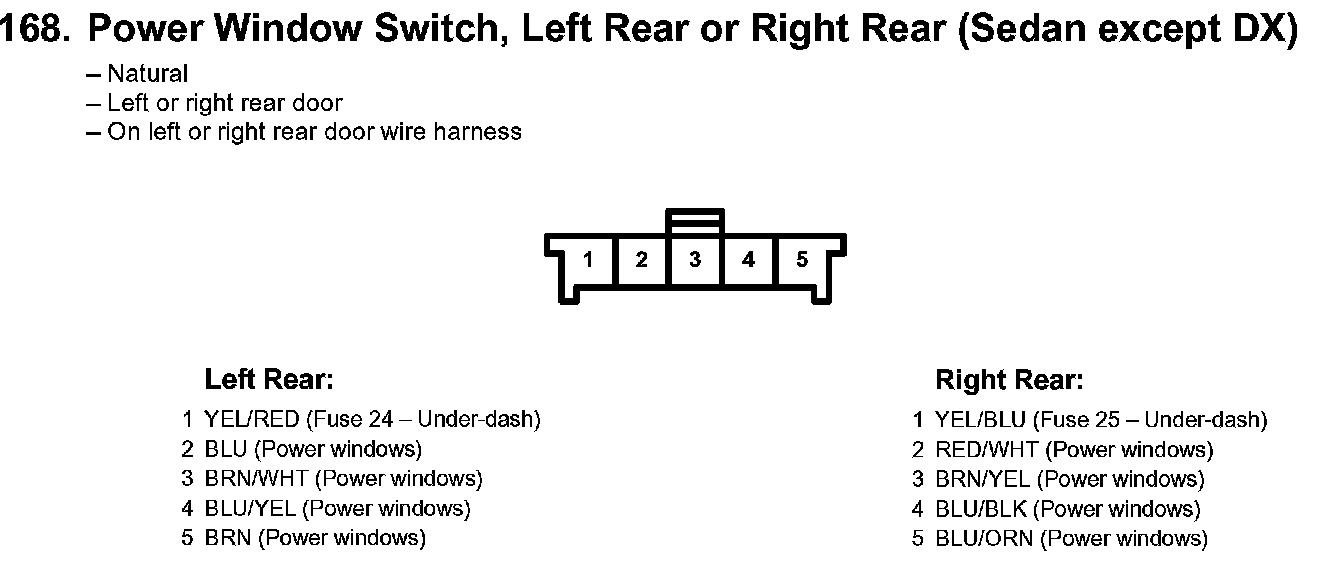 168. Power Window Switch, Left Rear or Right Rear (Sedan except DX)
– Natural
– Left or right rear door
– On left or right rear door wire harness
1 2 3 4 5
Left Rear:
1 YEL/RED (Fuse 24 – Under-dash)
2 BLU (Power windows)
3 BRN/WHT (Power windows)
4 BLU/YEL (Power windows)
5 BRN (Power windows)
Right Rear:
1 YEL/BLU (Fuse 25 – Under-dash)
2 RED/WHT (Power windows)
3 BRN/YEL (Power windows)
4 BLU/BLK (Power windows)
5 BLU/ORN (Power windows)